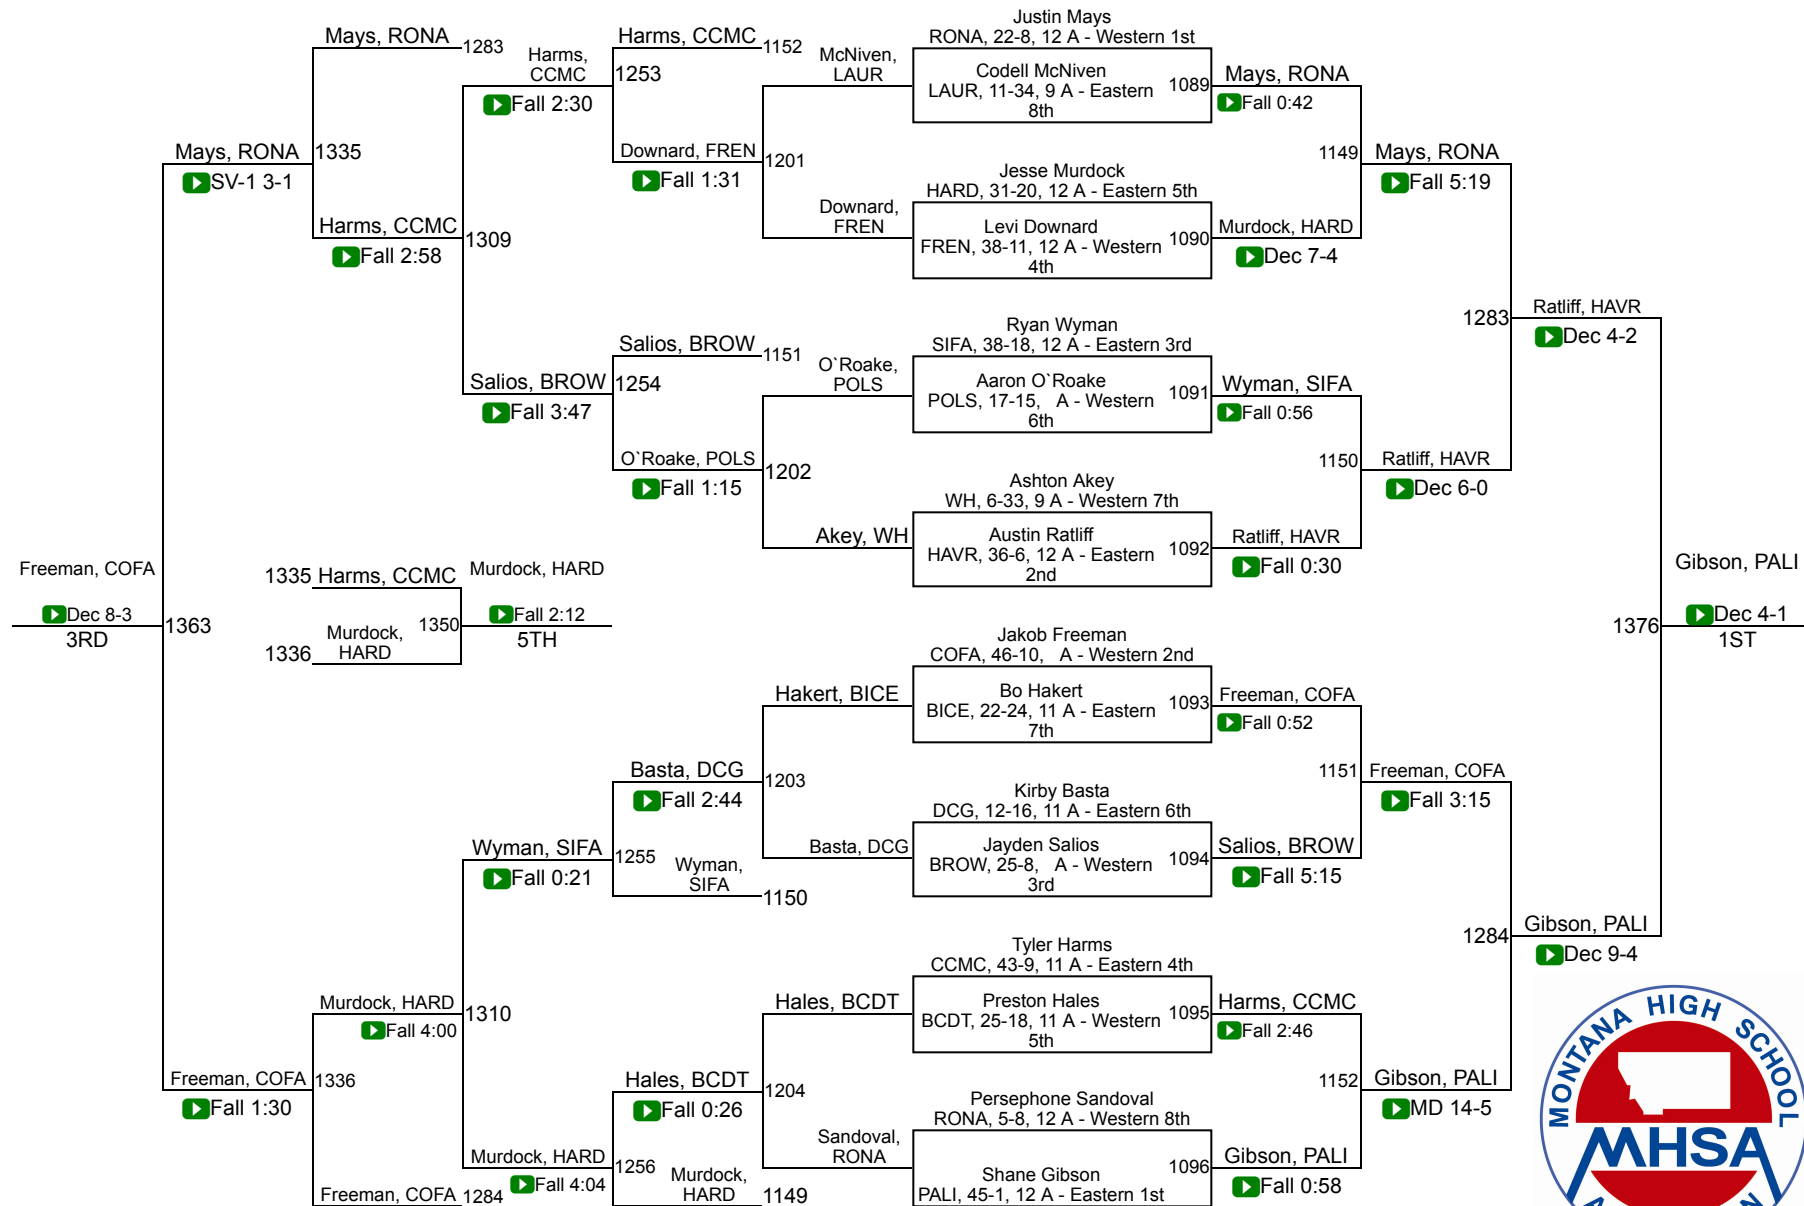 Justin Mays
RONA, 22-8, 12 A - Western 1st
Mays, RONA
1283
Harms,
CCMC
Fall 2:30
Harms, CCMC
1152
1253
McNiven,
LAUR
Codell McNiven
LAUR, 11-34, 9 A - Eastern
8th
1089
Mays, RONA
Fall 0:42
Mays, RONA
SV-1 3-1
1335
Downard, FREN
Fall 1:31
1201
1149
Mays, RONA
Fall 5:19
Jesse Murdock
HARD, 31-20, 12 A - Eastern 5th
Harms, CCMC
Fall 2:58
1309
Downard,
FREN
Levi Downard
FREN, 38-11, 12 A - Western
4th
1090
Murdock, HARD
Dec 7-4
1283
Ratliff, HAVR
Dec 4-2
Ryan Wyman
SIFA, 38-18, 12 A - Eastern 3rd
Salios, BROW
1151
Salios, BROW
Fall 3:47
1254
O`Roake,
POLS
Aaron O`Roake
POLS, 17-15, A - Western
6th
1091
Wyman, SIFA
Fall 0:56
O`Roake, POLS
Fall 1:15
1202
1150
Ratliff, HAVR
Dec 6-0
Ashton Akey
WH, 6-33, 9 A - Western 7th
Akey, WH
Austin Ratliff
HAVR, 36-6, 12 A - Eastern
2nd
1092
Ratliff, HAVR
Fall 0:30
Freeman, COFA
Dec 8-3
3RD
1363
1335
Harms, CCMC
1336
Murdock,
HARD
1350
Murdock, HARD
Fall 2:12
5TH
1376
Gibson, PALI
Dec 4-1
1ST
Jakob Freeman
COFA, 46-10, A - Western 2nd
Hakert, BICE
Bo Hakert
BICE, 22-24, 11 A - Eastern
7th
1093
Freeman, COFA
Fall 0:52
Basta, DCG
Fall 2:44
1203
1151
Freeman, COFA
Fall 3:15
Kirby Basta
DCG, 12-16, 11 A - Eastern 6th
Wyman, SIFA
Fall 0:21
1255
Wyman,
SIFA
1150
Basta, DCG
Jayden Salios
BROW, 25-8, A - Western
3rd
1094
Salios, BROW
Fall 5:15
1284
Gibson, PALI
Dec 9-4
Tyler Harms
CCMC, 43-9, 11 A - Eastern 4th
Murdock, HARD
Fall 4:00
1310
Hales, BCDT
Preston Hales
BCDT, 25-18, 11 A - Western
5th
1095
Harms, CCMC
Fall 2:46
Freeman, COFA
Fall 1:30
1336
Hales, BCDT
Fall 0:26
1204
1152
Gibson, PALI
MD 14-5
Persephone Sandoval
RONA, 5-8, 12 A - Western 8th
Freeman, COFA
1284
Murdock, HARD
Fall 4:04
1256
Murdock,
HARD
1149
Sandoval,
RONA
Shane Gibson
PALI, 45-1, 12 A - Eastern 1st
1096
Gibson, PALI
Fall 0:58
MONTANA HIGH SCHOOL
MHSA